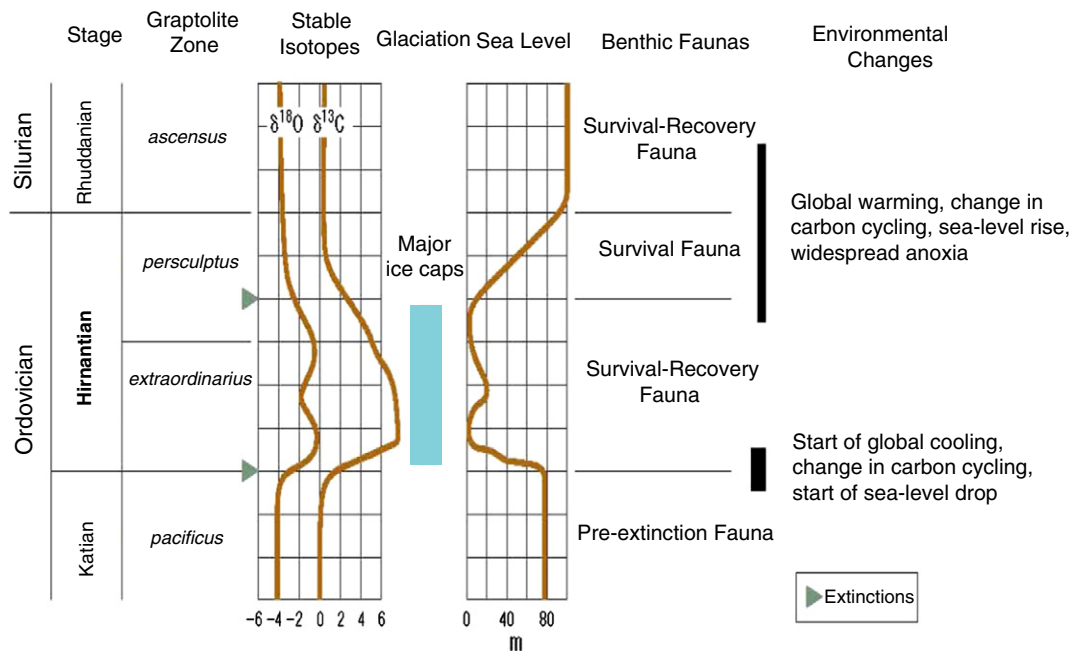 Stage
Graptolite
Zone
Stable
Isotopes
Glaciation
Sea Level
Benthic Faunas
Environmental
Changes
Silurian
Rhuddanian
ascensus
δ¹⁸O
δ¹³C
Survival-Recovery
Fauna
Global warming, change in
carbon cycling, sea-level rise,
widespread anoxia
Ordovician
Hirnantian
persculptus
Major
ice caps
Survival Fauna
extraordinarius
Survival-Recovery
Fauna
Start of global cooling,
change in carbon cycling,
start of sea-level drop
Katian
pacificus
Pre-extinction Fauna
Extinctions
-6 -4 -2 0 2 4 6
0 40 80
m